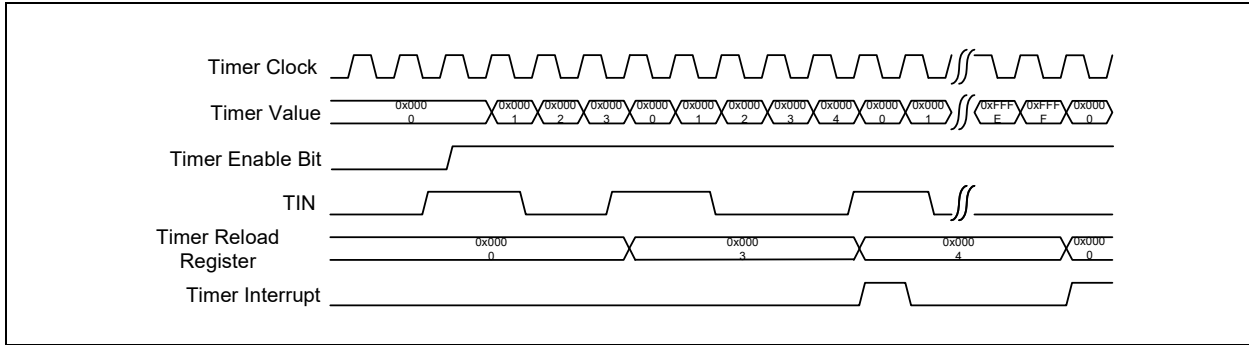 Timer Clock
Timer Value
0x000 0x000 0x000 0x000 0x000 0x000 0x000 0x000 0x000 0x000 0x000 0xFFF 0xFFF 0x000
0 1 2 3 0 1 2 3 4 0 1 E F 0
Timer Enable Bit
TIN
Timer Reload
Register
0x000 0x000 0x000 0x000
0 3 4 0
Timer Interrupt